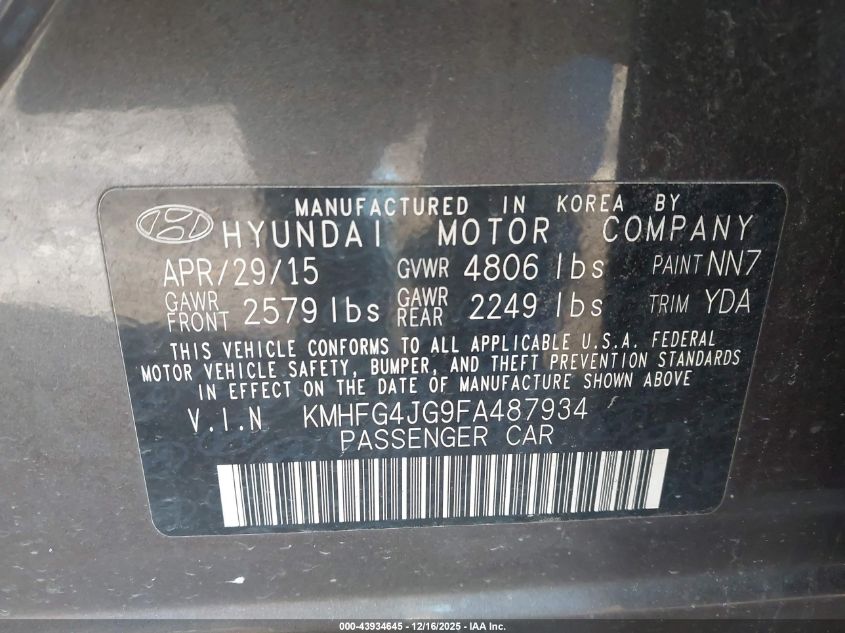 MANUFACTURED IN KOREA BY
HYUNDAI MOTOR COMPANY
APR/29/15 GVWR 4806 lbs PAINT NN7
GAWR FRONT 2579 lbs GAWR REAR 2249 lbs TRIM YDA
THIS VEHICLE CONFORMS TO ALL APPLICABLE U.S.A. FEDERAL
MOTOR VEHICLE SAFETY, BUMPER, AND THEFT PREVENTION STANDARDS
IN EFFECT ON THE DATE OF MANUFACTURE SHOWN ABOVE
V.I.N KMHFG4JG9FA487934
PASSENGER CAR
000-43934645 - 12/16/2025 - IAA Inc.